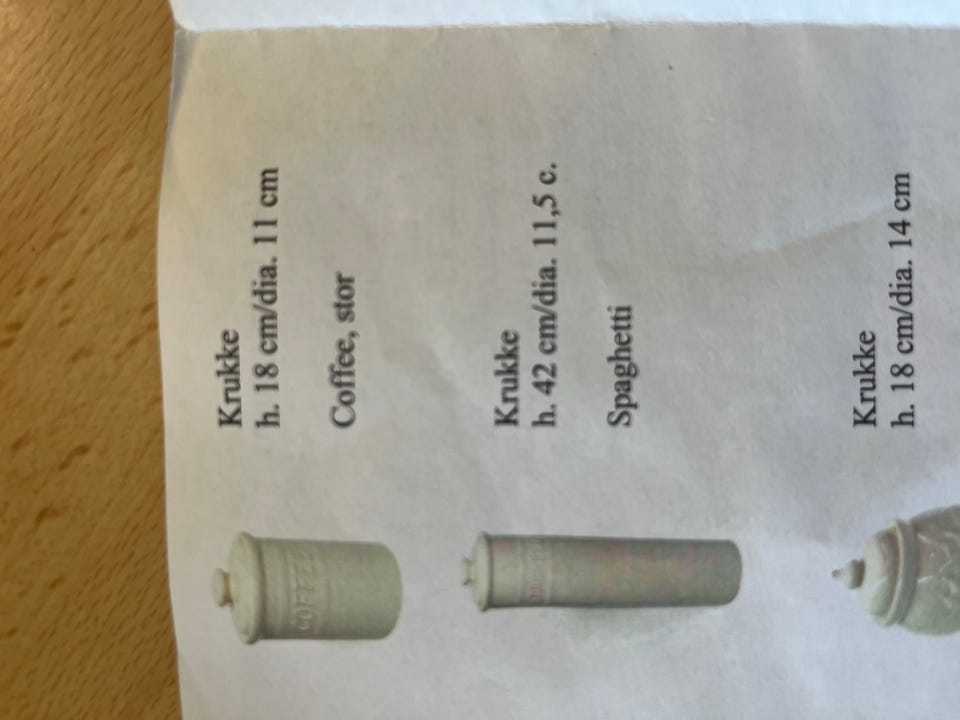 Krukke
h. 18 cm/dia. 11 cm
Coffee, stor
COFFEE
Krukke
h. 42 cm/dia. 11,5 c.
Spaghetti
Krukke
h. 18 cm/dia. 14 cm